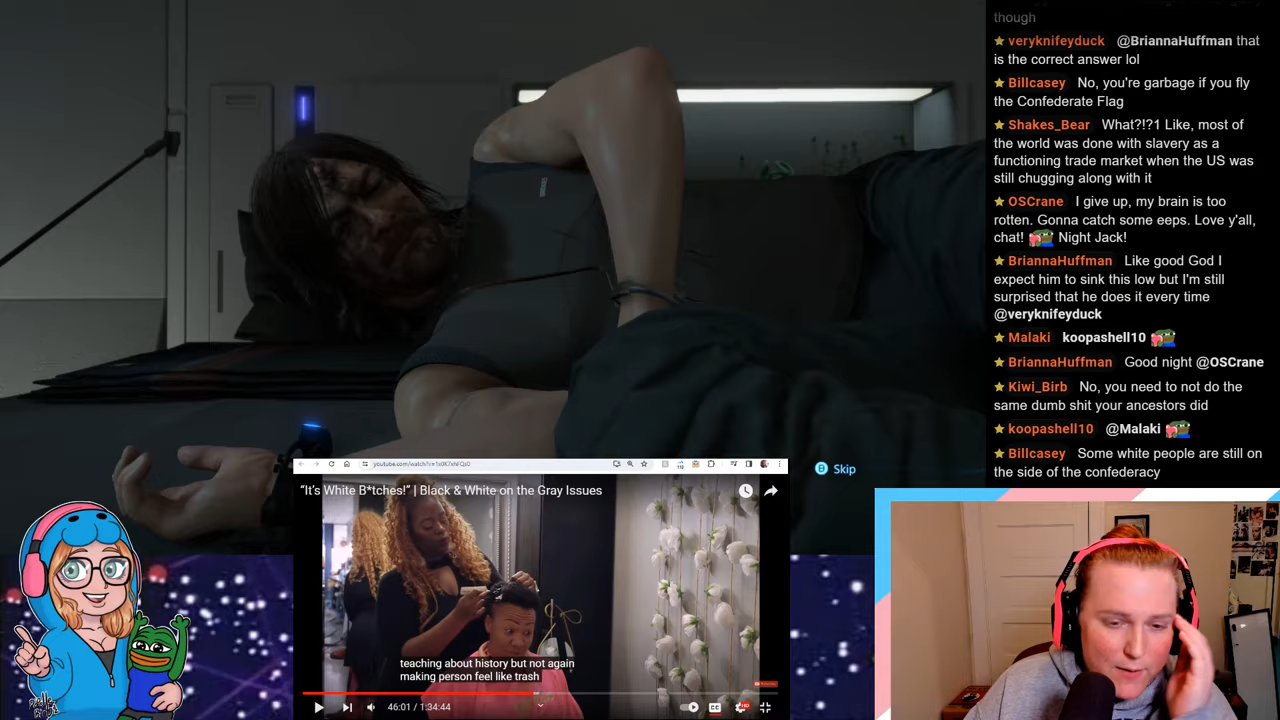 though
veryknifeyduck @BriannaHuffman that
is the correct answer lol
Billcasey No, you're garbage if you fly
the Confederate Flag
Shakes_Bear What?!?1 Like, most of
the world was done with slavery as a
functioning trade market when the US was
still chugging along with it
OSCrane I give up, my brain is too
rotten. Gonna catch some eeps. Love y'all,
chat! Night Jack!
BriannaHuffman Like good God I
expect him to sink this low but I'm still
surprised that he does it every time
@veryknifeyduck
Malaki koopashell10
BriannaHuffman Good night @OSCrane
Kiwi_Birb No, you need to not do the
same dumb shit your ancestors did
koopashell10 @Malaki
Billcasey Some white people are still on
the side of the confederacy
B Skip
“It's White B*tches!” | Black & White on the Gray Issues
teaching about history but not again
making person feel like trash
46:01 / 1:34:44
CC
HD